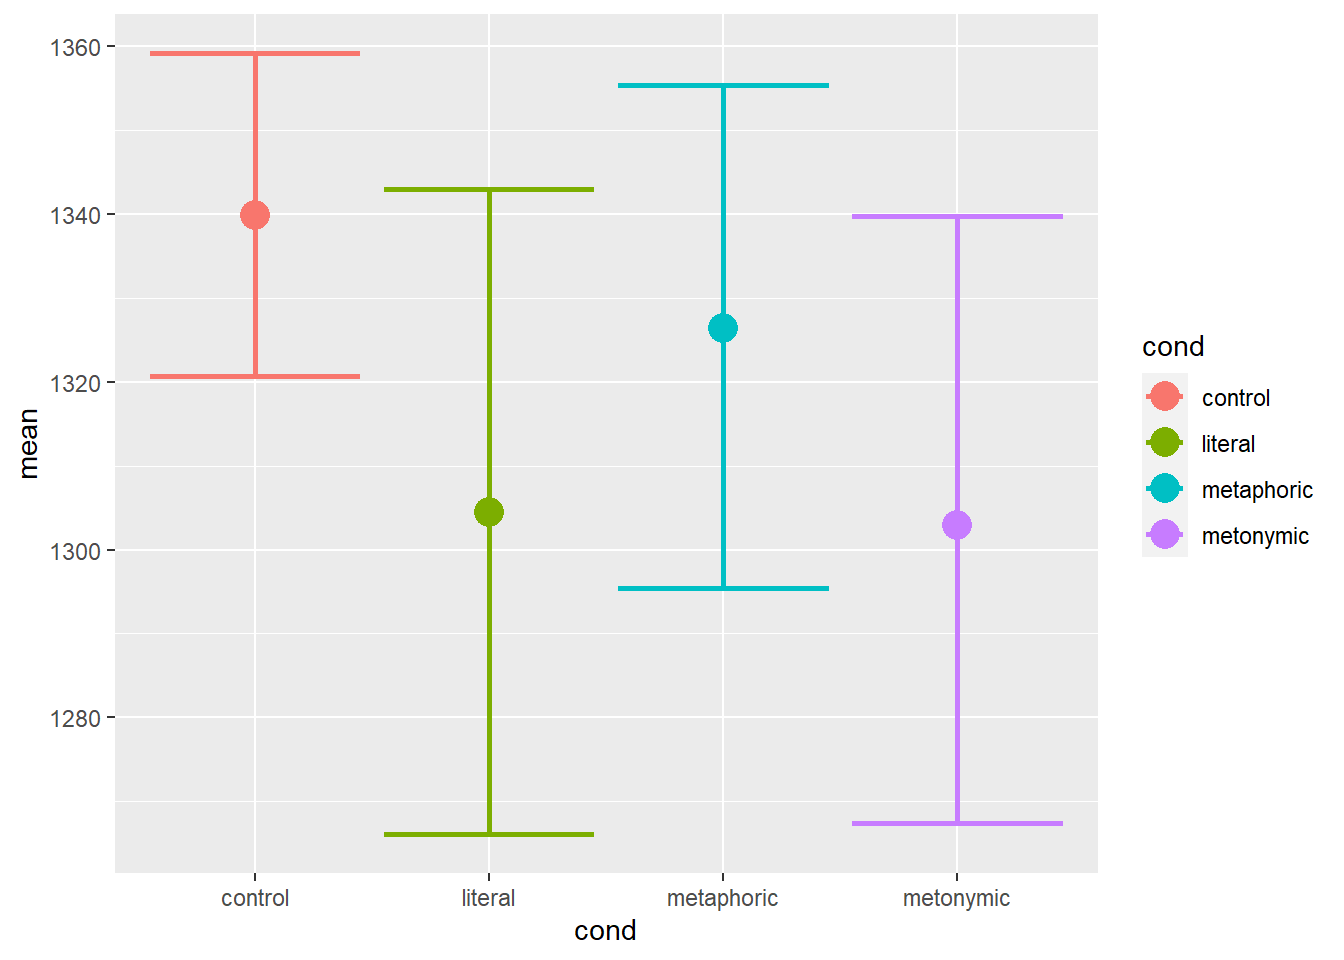 1360
1340
1320
1300
1280
mean
control literal metaphoric metonymic
cond
cond
control
literal
metaphoric
metonymic